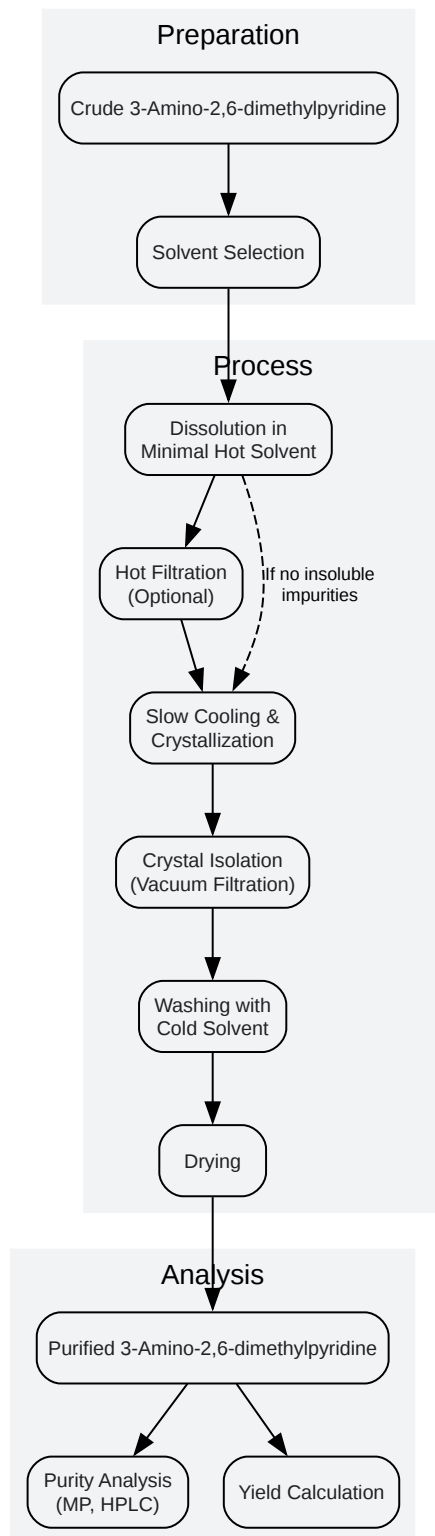 Preparation
Crude 3-Amino-2,6-dimethylpyridine
Solvent Selection
Process
Dissolution in
Minimal Hot Solvent
Hot Filtration
(Optional)
If no insoluble
impurities
Slow Cooling &
Crystallization
Crystal Isolation
(Vacuum Filtration)
Washing with
Cold Solvent
Drying
Analysis
Purified 3-Amino-2,6-dimethylpyridine
Purity Analysis
(MP, HPLC)
Yield Calculation